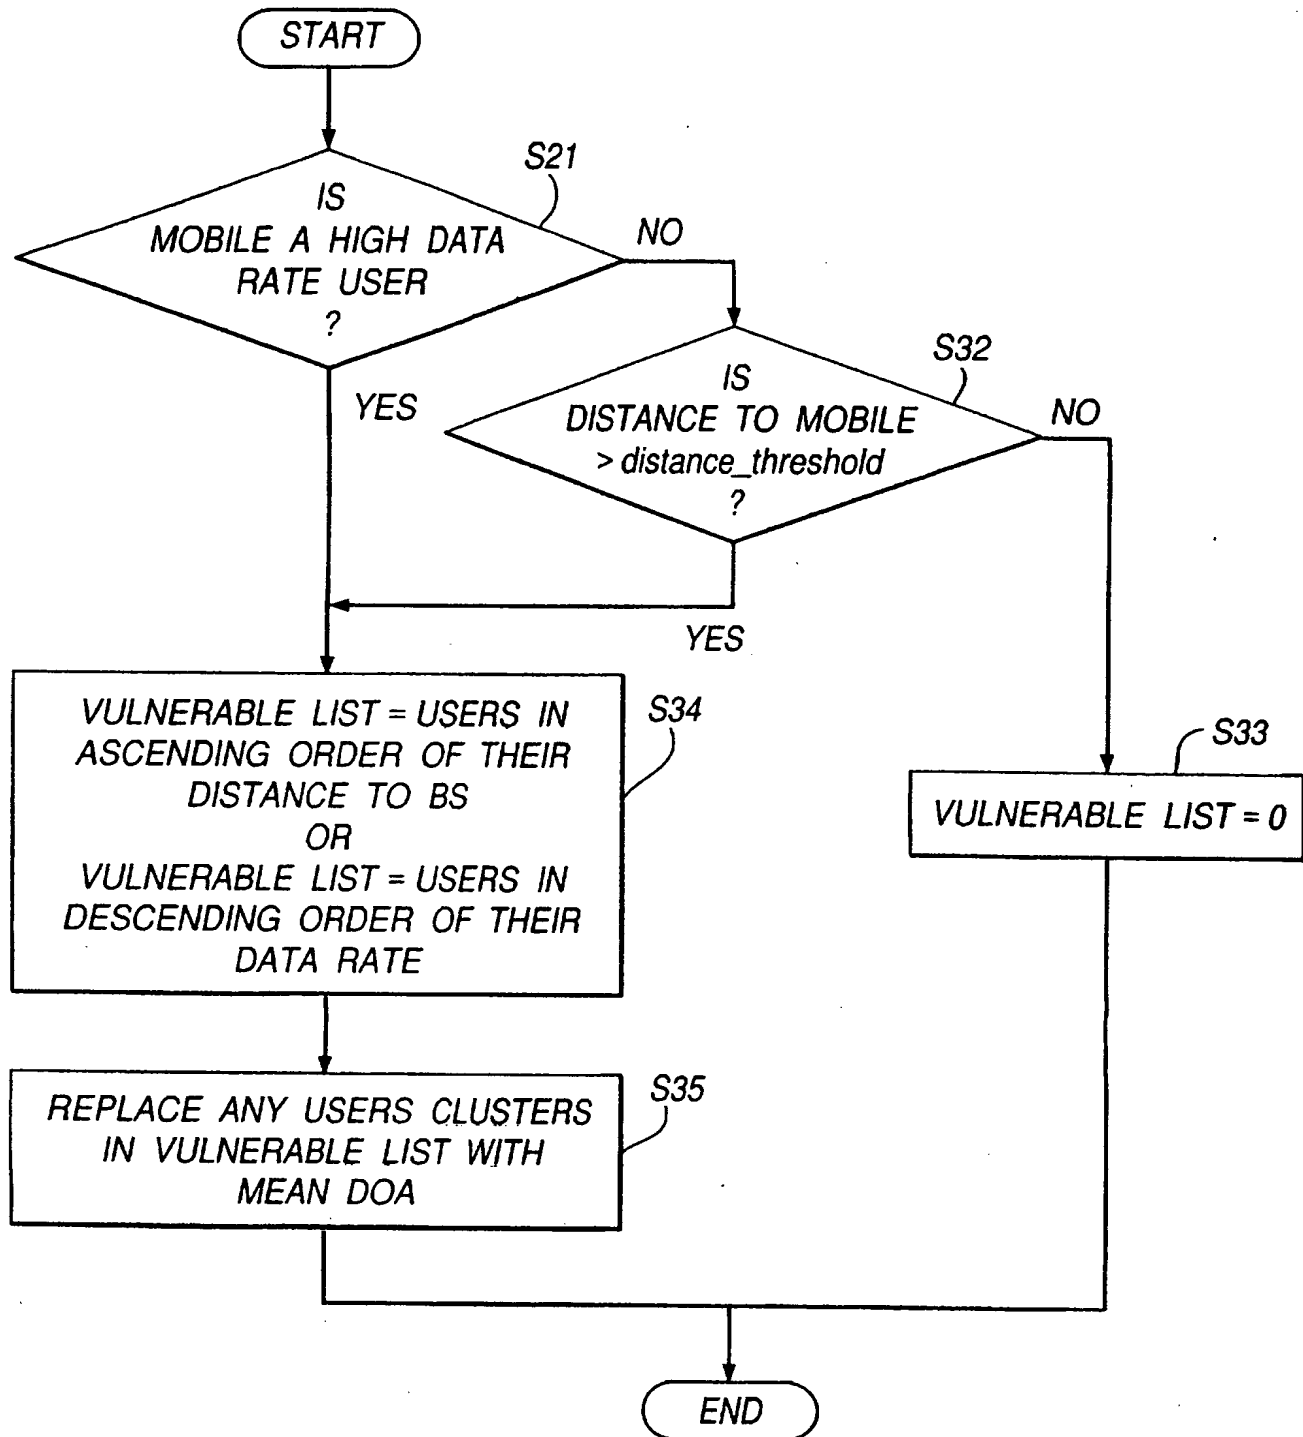 START
S21
IS
MOBILE A HIGH DATA
RATE USER
?
NO
YES
S32
IS
DISTANCE TO MOBILE
> distance_threshold
?
NO
YES
S34
VULNERABLE LIST = USERS IN
ASCENDING ORDER OF THEIR
DISTANCE TO BS
OR
VULNERABLE LIST = USERS IN
DESCENDING ORDER OF THEIR
DATA RATE
S33
VULNERABLE LIST = 0
S35
REPLACE ANY USERS CLUSTERS
IN VULNERABLE LIST WITH
MEAN DOA
END